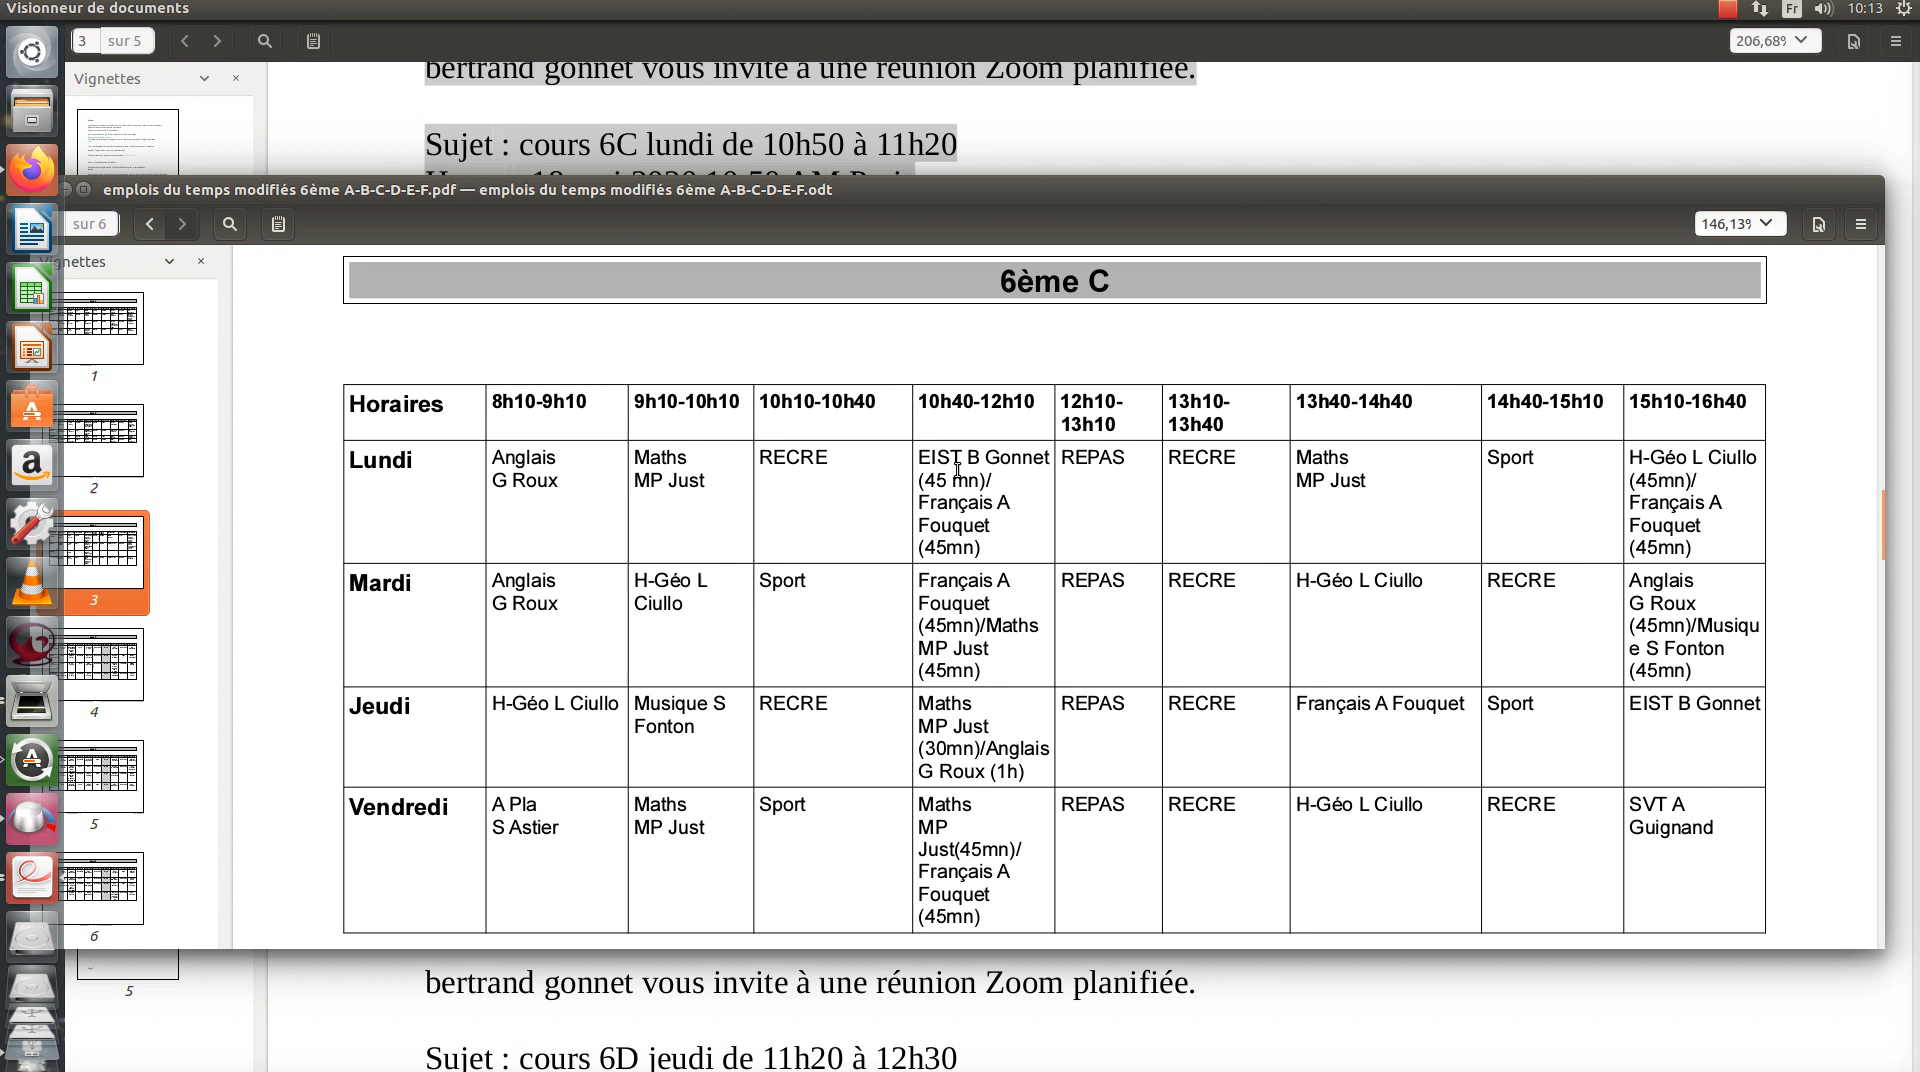 Visionneur de documents
Fr
10:13
3 sur 5
206,68%
Vignettes
bertrand gonnet vous invite à une réunion Zoom planifiée.
Sujet : cours 6C lundi de 10h50 à 11h20
emplois du temps modifiés 6ème A-B-C-D-E-F.pdf — emplois du temps modifiés 6ème A-B-C-D-E-F.odt
sur 6
146,13%
Vignettes
1
2
3
4
5
6
5
6ème C
Horaires 8h10-9h10 9h10-10h10 10h10-10h40 10h40-12h10 12h10- 13h10- 13h40-14h40 14h40-15h10 15h10-16h40
13h10 13h40
Lundi Anglais Maths RECRE EIST B Gonnet REPAS RECRE Maths Sport H-Géo L Ciullo
G Roux MP Just (45 mn)/ MP Just (45mn)/
Français A Français A
Fouquet Fouquet
(45mn) (45mn)
Mardi Anglais H-Géo L Sport Français A REPAS RECRE H-Géo L Ciullo RECRE Anglais
G Roux Ciullo Fouquet G Roux
(45mn)/Maths (45mn)/Musiqu
MP Just e S Fonton
(45mn) (45mn)
Jeudi H-Géo L Ciullo Musique S RECRE Maths REPAS RECRE Français A Fouquet Sport EIST B Gonnet
Fonton MP Just
(30mn)/Anglais
G Roux (1h)
Vendredi A Pla Maths Sport Maths REPAS RECRE H-Géo L Ciullo RECRE SVT A
S Astier MP Just MP Guignand
Just(45mn)/
Français A
Fouquet
(45mn)
bertrand gonnet vous invite à une réunion Zoom planifiée.
Sujet : cours 6D jeudi de 11h20 à 12h30